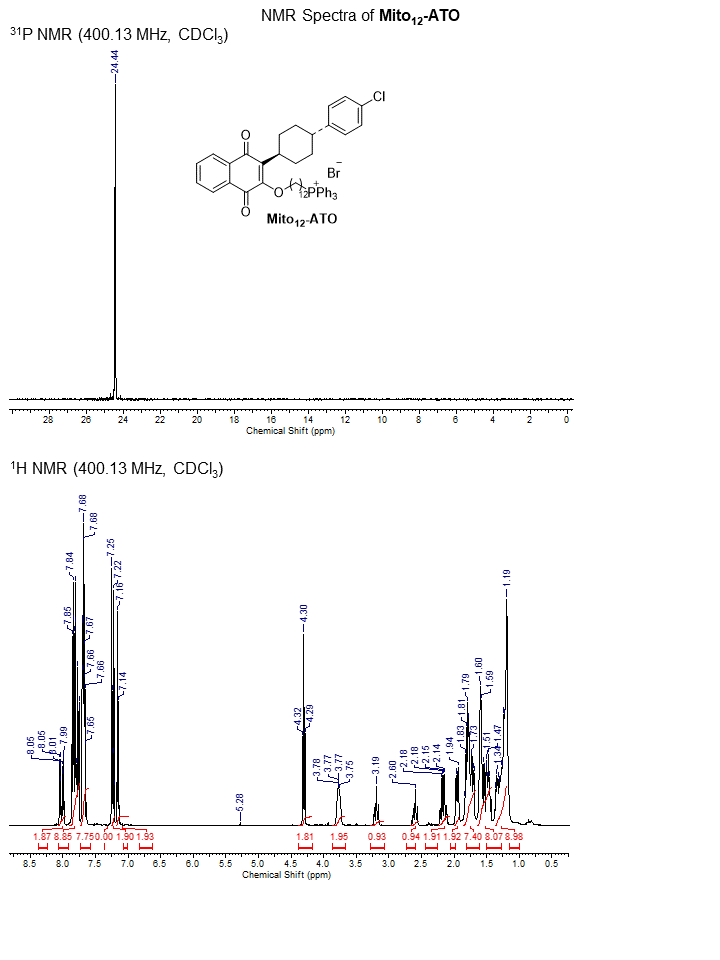 NMR Spectra of Mito₁₂-ATO
³¹P NMR (400.13 MHz, CDCl₃)
24.44
Cl
O
Br⁻
O
12
PPh₃
+
O
Mito₁₂-ATO
28 26 24 22 20 18 16 14 12 10 8 6 4 2 0
Chemical Shift (ppm)
¹H NMR (400.13 MHz, CDCl₃)
8.05 8.05 8.01 7.99 7.85 7.84 7.68 7.68 7.67 7.66 7.66 7.65 7.25 7.22 7.16 7.14 5.28 4.32 4.30 4.29 3.78 3.77 3.77 3.75 3.19 2.60 2.18 2.18 2.15 2.14 1.94 1.83 1.81 1.79 1.73 1.60 1.59 1.51 1.47 1.34 1.19
1.87 8.85 7.75 0.00 1.90 1.93 1.81 1.95 0.93 0.94 1.91 1.92 7.40 8.07 8.98
8.5 8.0 7.5 7.0 6.5 6.0 5.5 5.0 4.5 4.0 3.5 3.0 2.5 2.0 1.5 1.0 0.5
Chemical Shift (ppm)